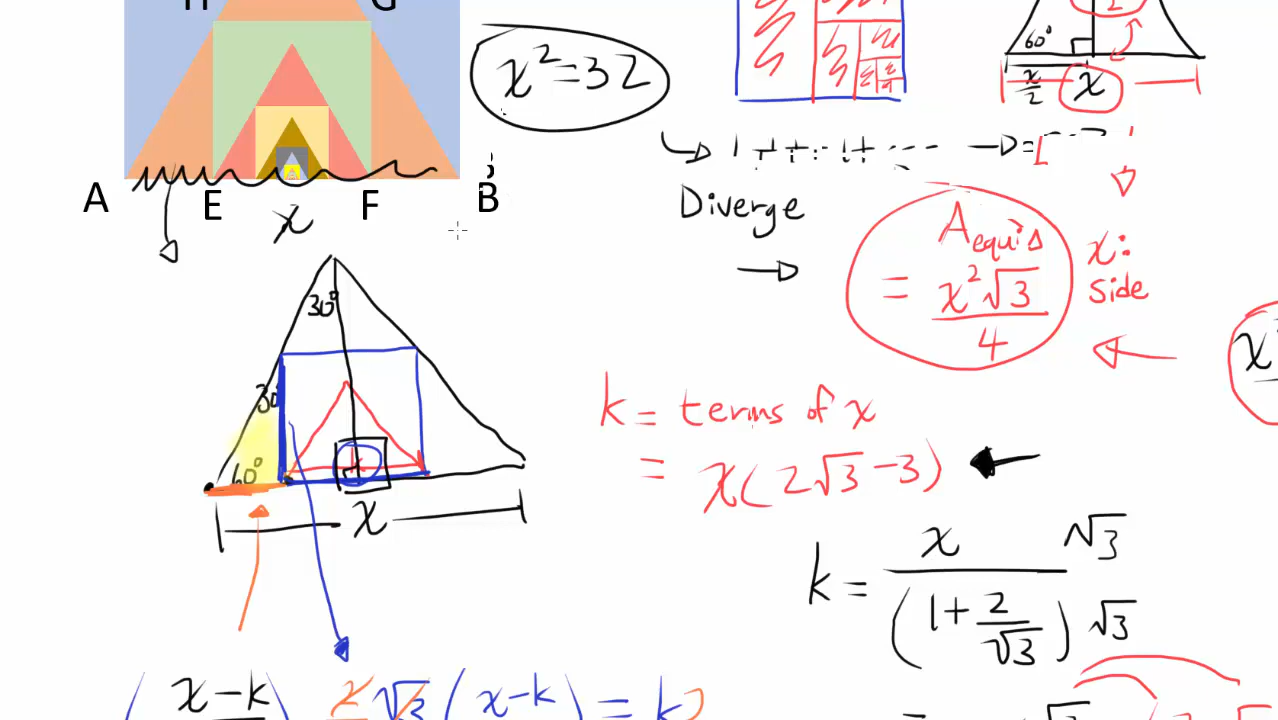 H G
A E F B
x
x² = 32
60°
x/2 x
Diverge
→
A equi Δ
= x²√3 / 4
x:
side
30°
30°
60°
x
k = terms of x
= x(2√3 – 3)
k = x √3 / (1 + 2/√3) √3
(x – k) √3 (x – k) = k2